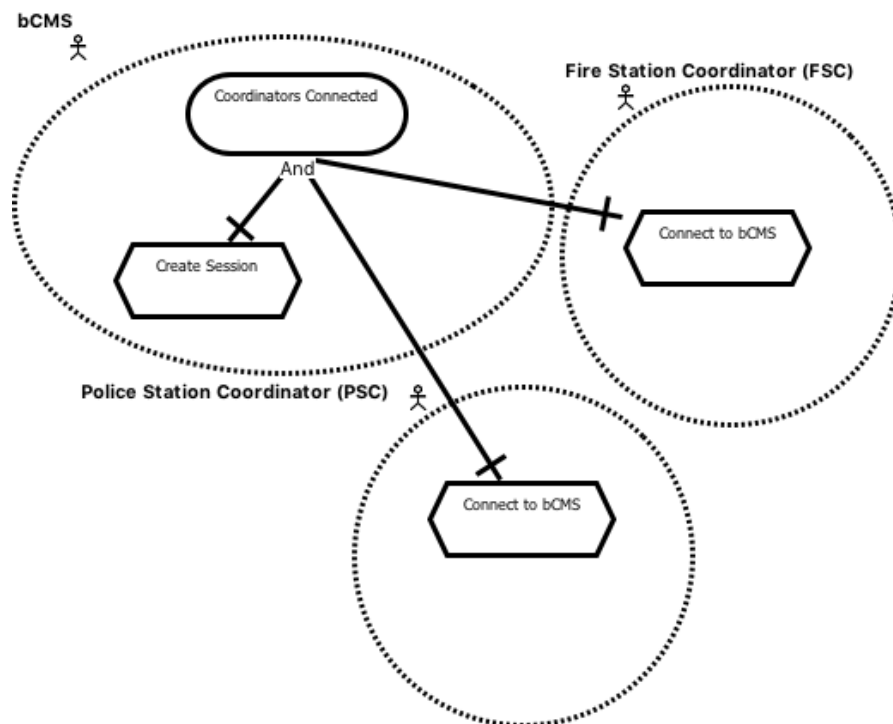 bCMS
Fire Station Coordinator (FSC)
Coordinators Connected
And
Connect to bCMS
Create Session
Police Station Coordinator (PSC)
Connect to bCMS